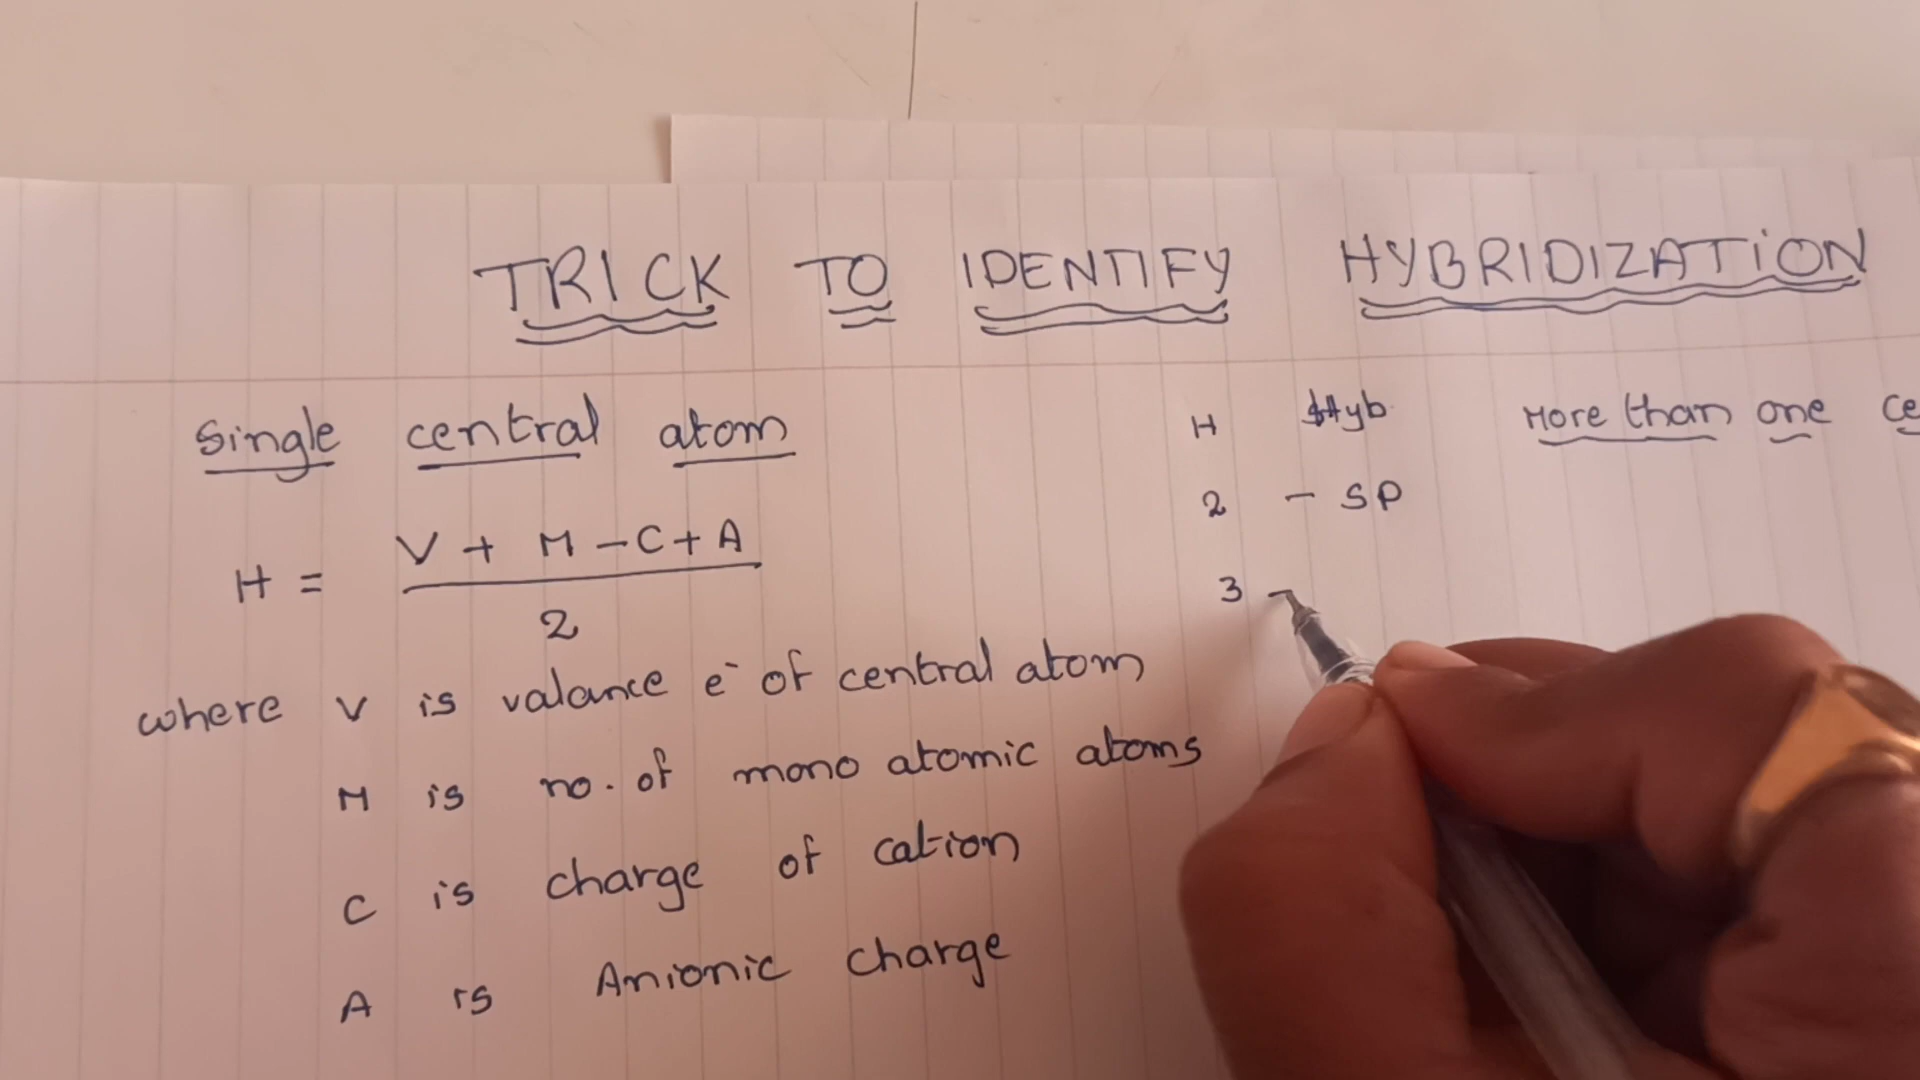 TRICK TO IDENTIFY HYBRIDIZATION
Single central atom
H = V + M - C + A
2
where V is valance e⁻ of central atom
M is no. of mono atomic atoms
C is charge of cation
A is Anionic charge
H Hyb.
2 - SP
3 -
More than one ce